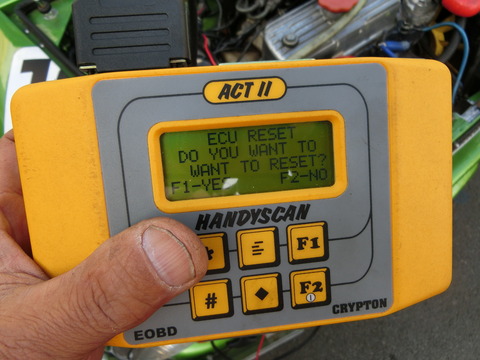 ACT II
ECU RESET
DO YOU WANT TO
WANT TO RESET?
F1-YES F2-NO
HANDYSCAN
* F1
# F2
EOBD CRYPTON